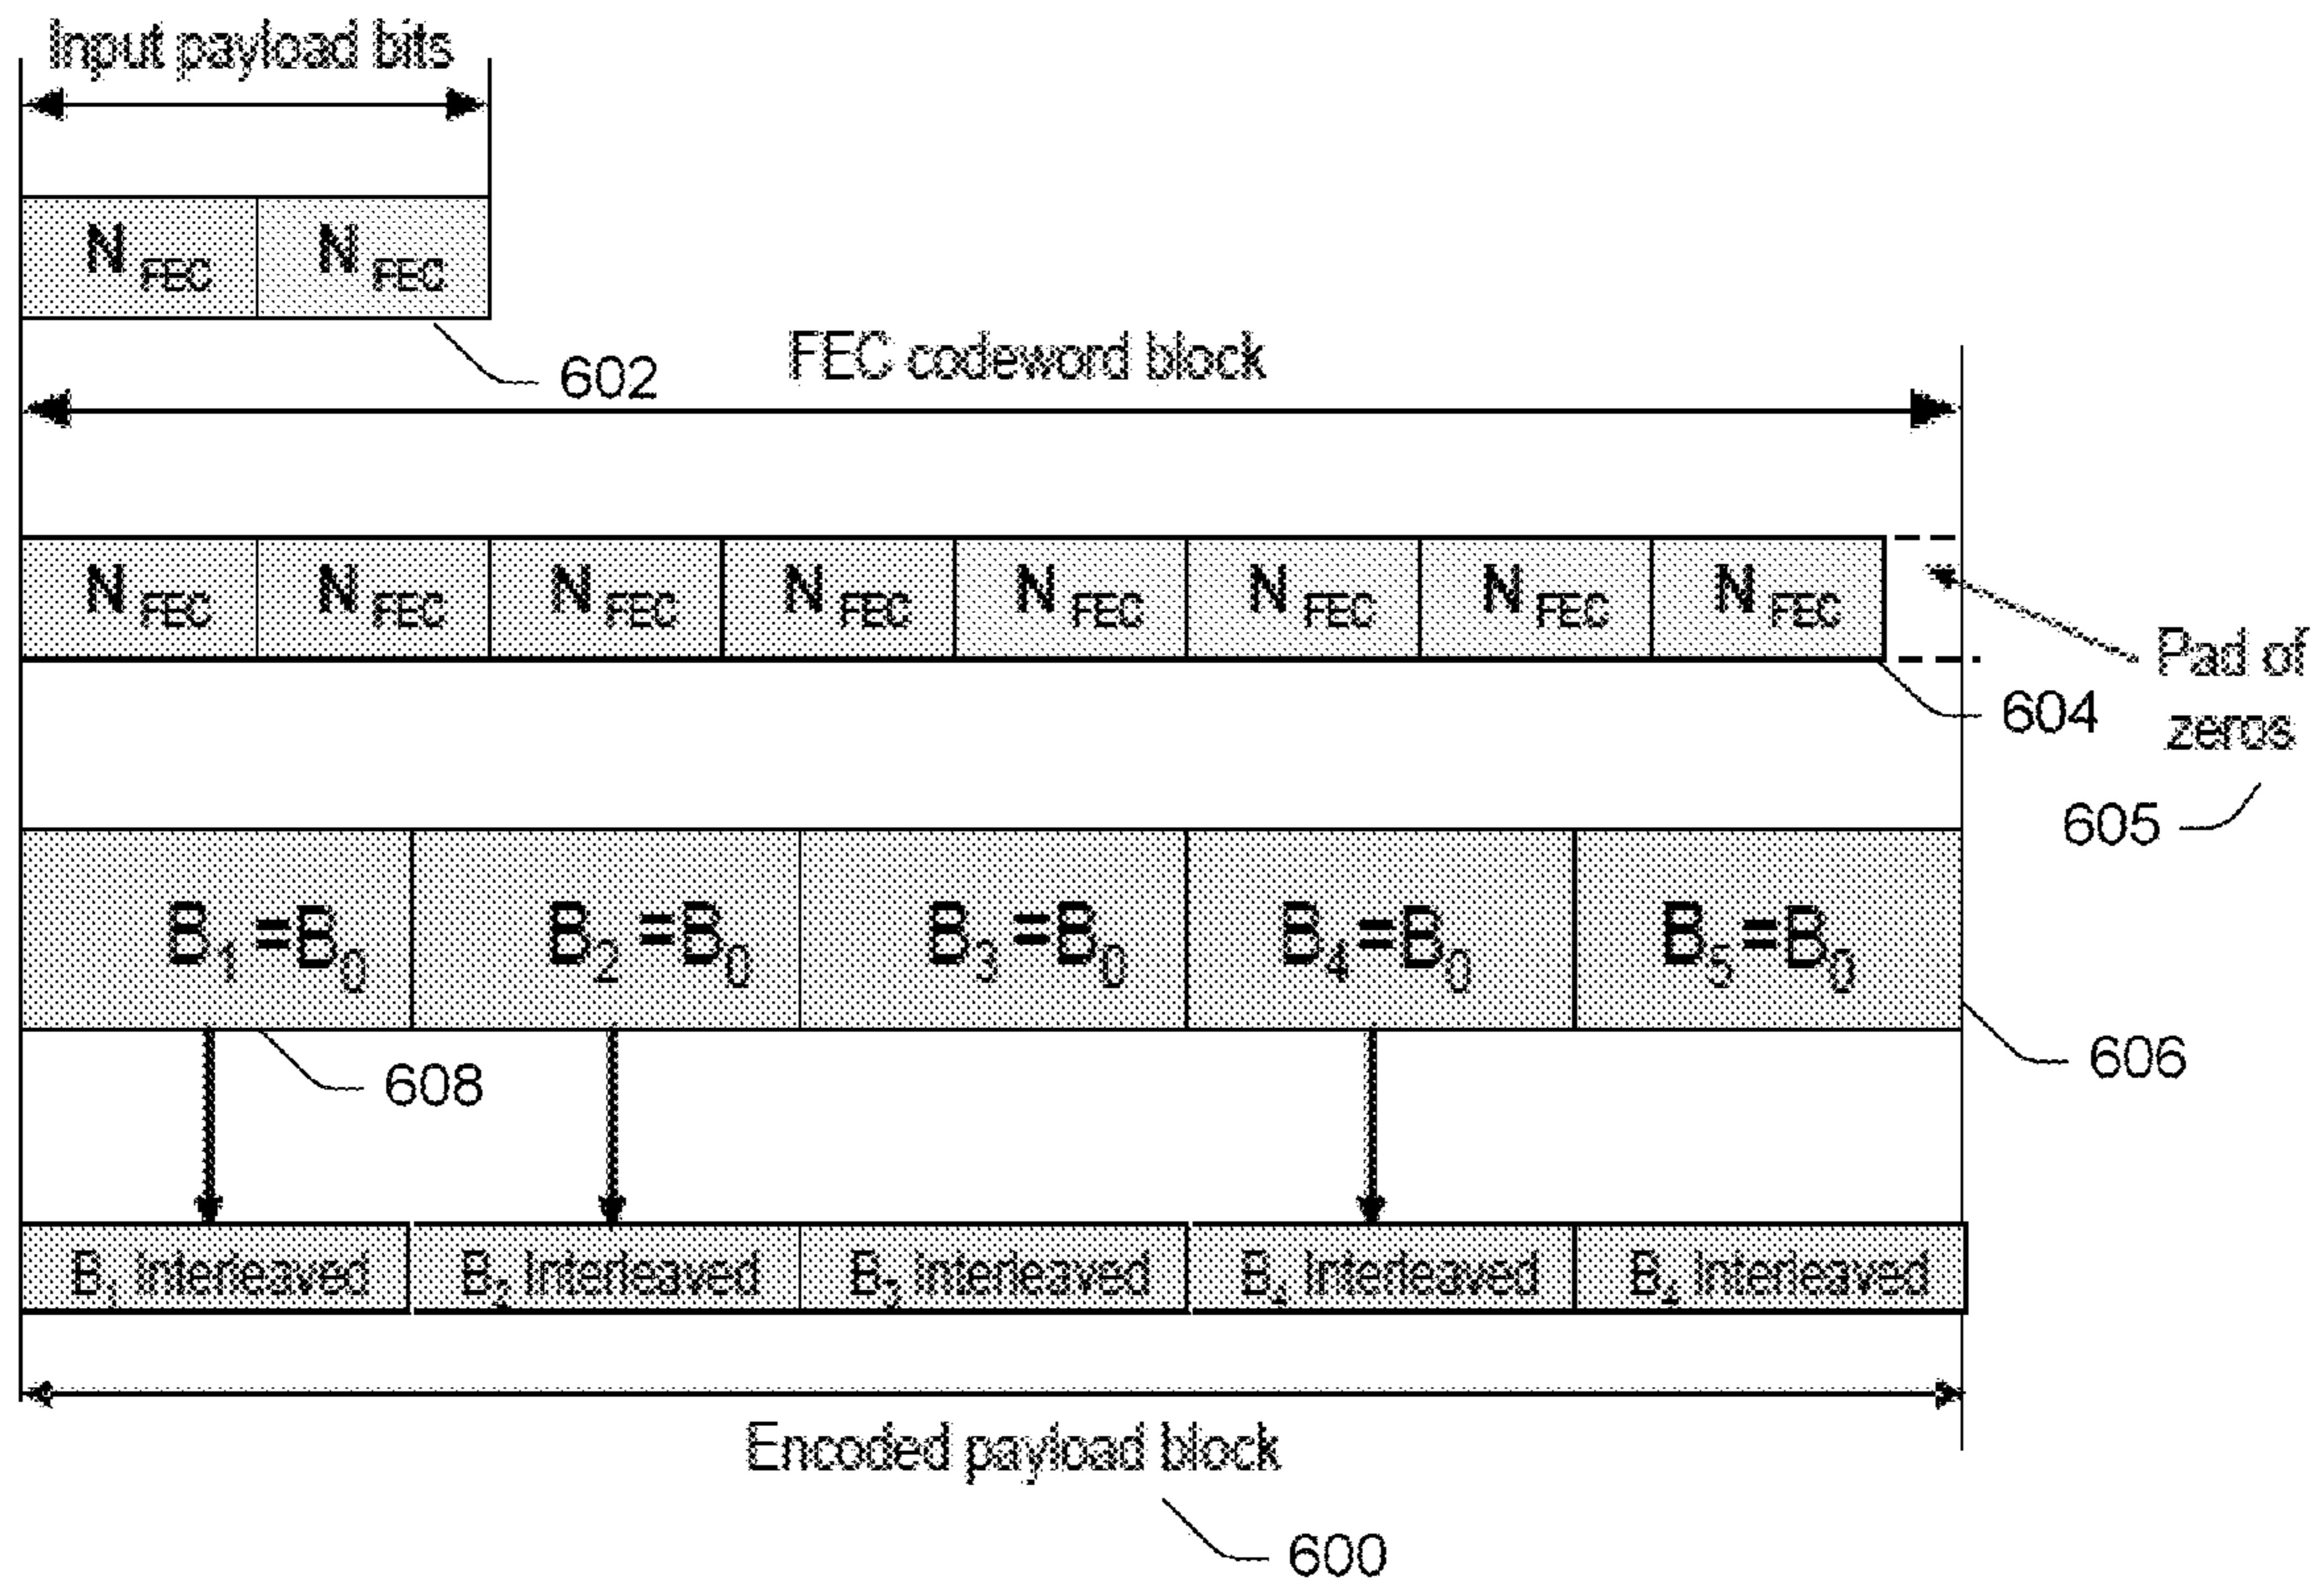 Input payload bits
N FEC N FEC
602
FEC codeword block
N FEC N FEC N FEC N FEC N FEC N FEC N FEC N FEC
604
Pad of
zeros
605
B1 =B0 B2 =B0 B3 =B0 B4 =B0 B5 =B0
606
608
B1 Interleaved B2 Interleaved Interleaved B4 Interleaved Interleaved
Encoded payload block
600